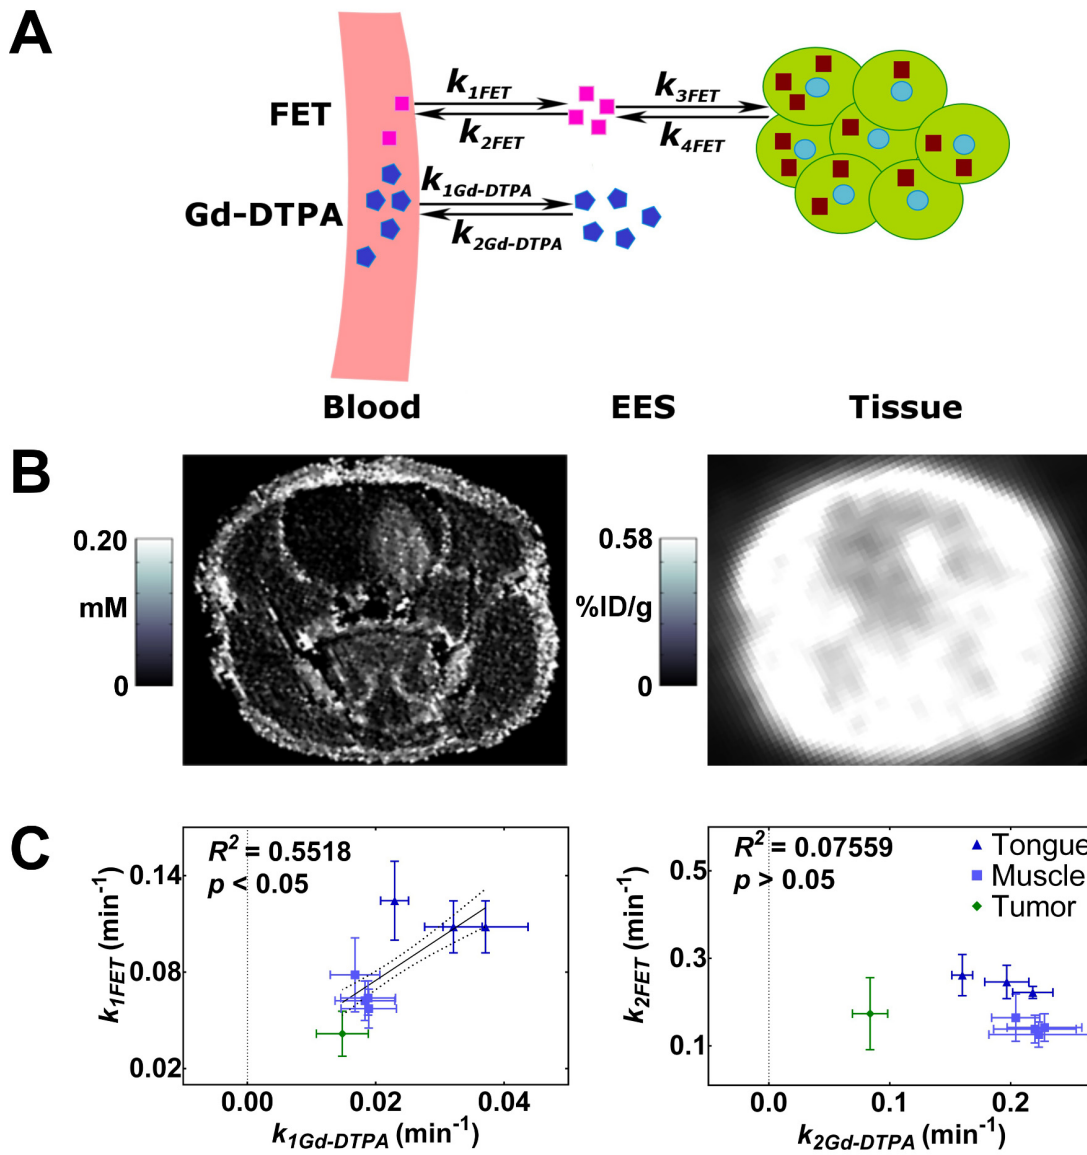 A
FET
k1FET
k2FET
k3FET
k4FET
Gd-DTPA
k1Gd-DTPA
k2Gd-DTPA
Blood
EES
Tissue
B
0.20
mM
0
0.58
%ID/g
0
C
R2 = 0.5518
p < 0.05
0.14
0.08
0.02
k1FET (min-1)
0.00
0.02
0.04
k1Gd-DTPA (min-1)
R2 = 0.07559
p > 0.05
Tongue
Muscle
Tumor
0.5
0.3
0.1
k2FET (min-1)
0.0
0.1
0.2
k2Gd-DTPA (min-1)